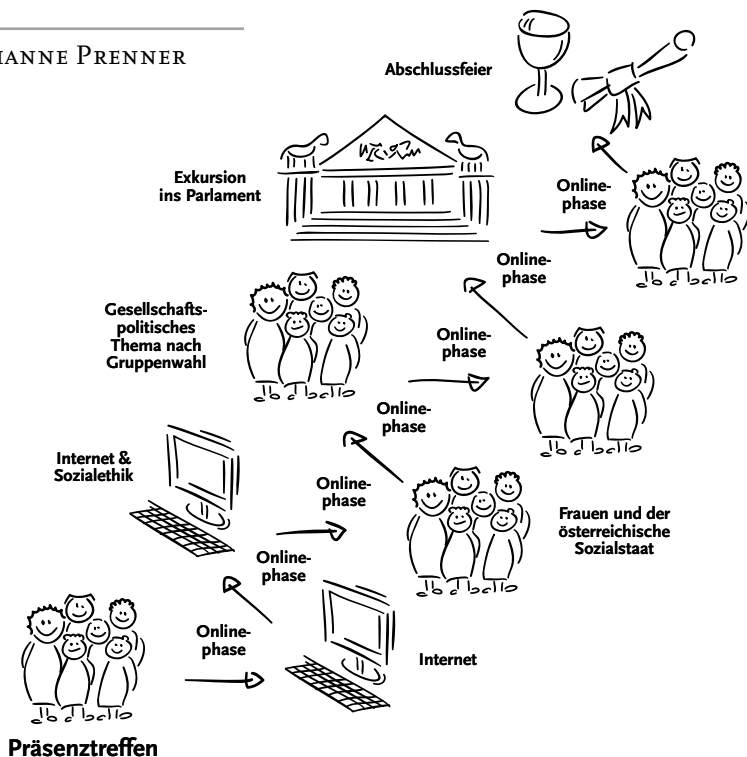 IANNE PRENNER
Abschlussfeier
Exkursion
ins Parlament
Online-
phase
Online-
phase
Gesellschafts-
politisches
Thema nach
Gruppenwahl
Online-
phase
Online-
phase
Internet &
Sozialethik
Online-
phase
Frauen und der
österreichische
Sozialstaat
Online-
phase
Online-
phase
Internet
Präsenztreffen